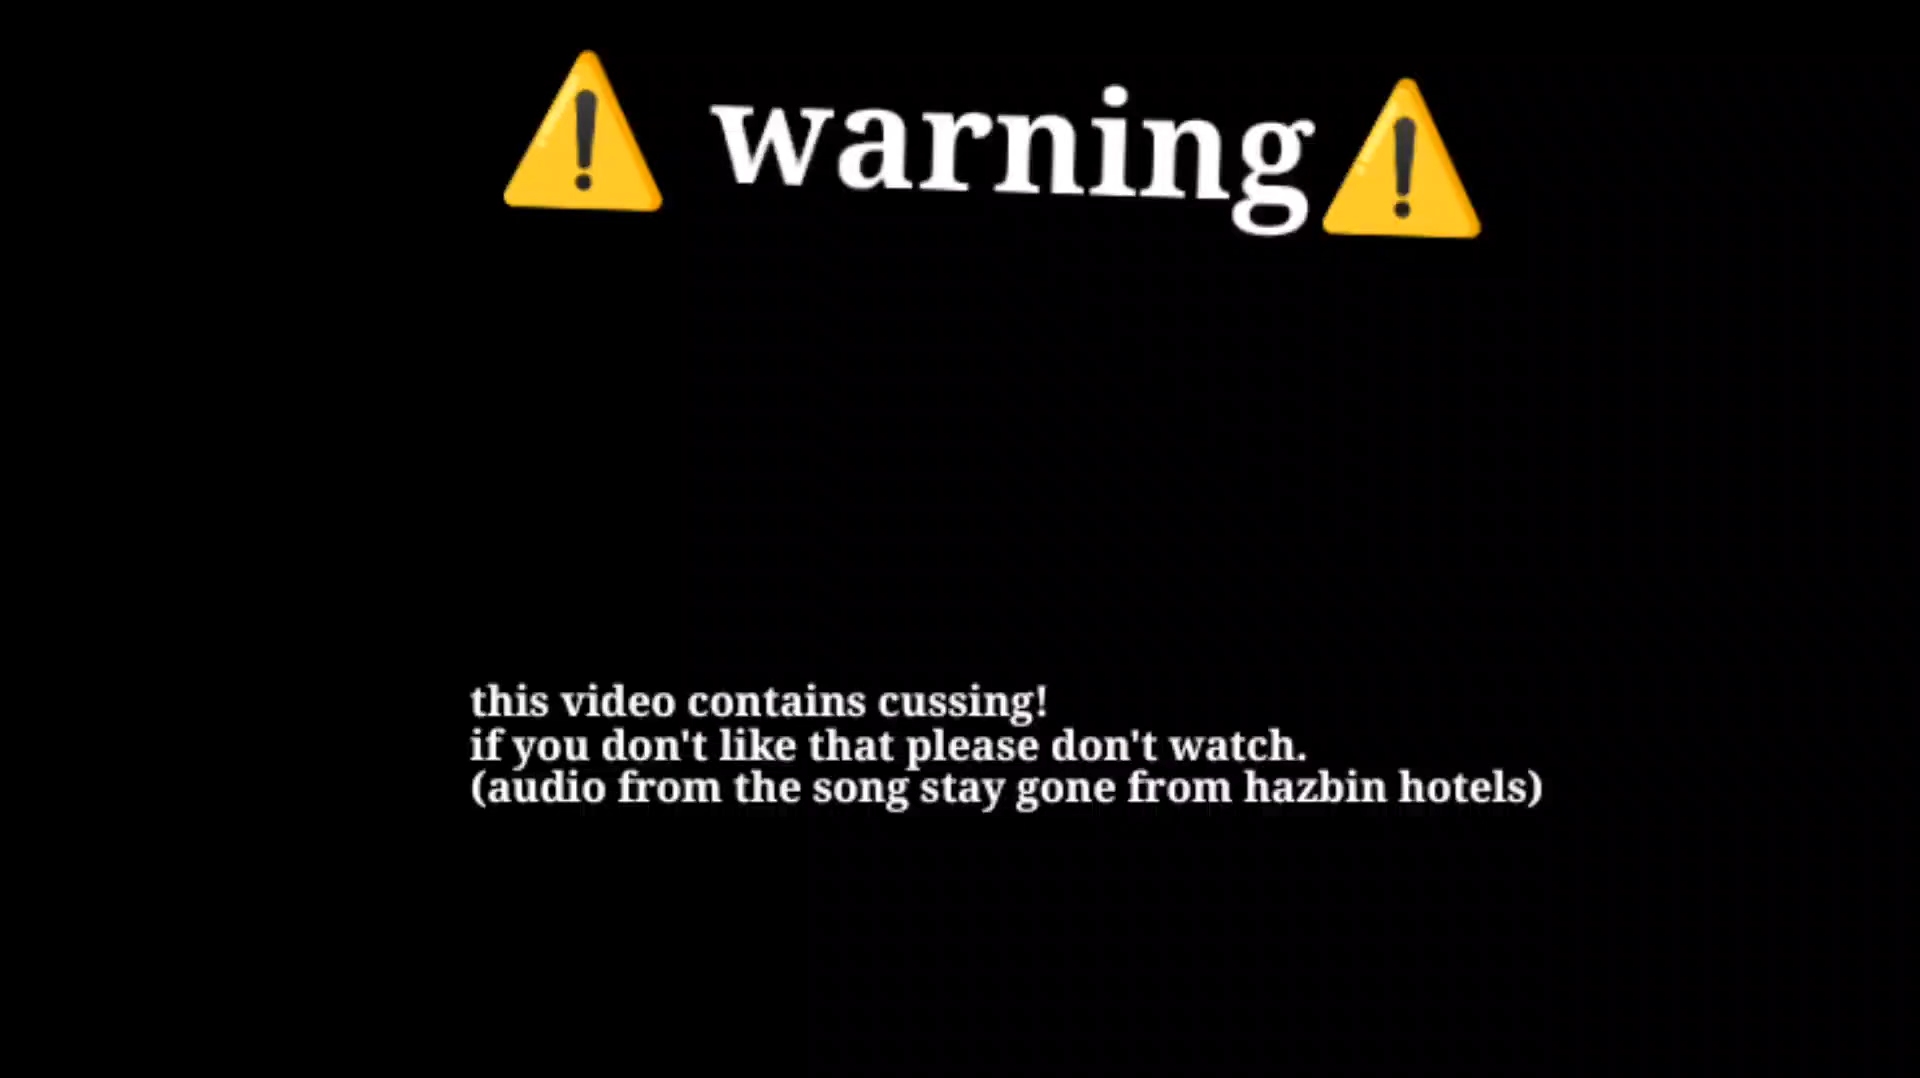 ⚠️ warning⚠️
this video contains cussing!
if you don't like that please don't watch.
(audio from the song stay gone from hazbin hotels)